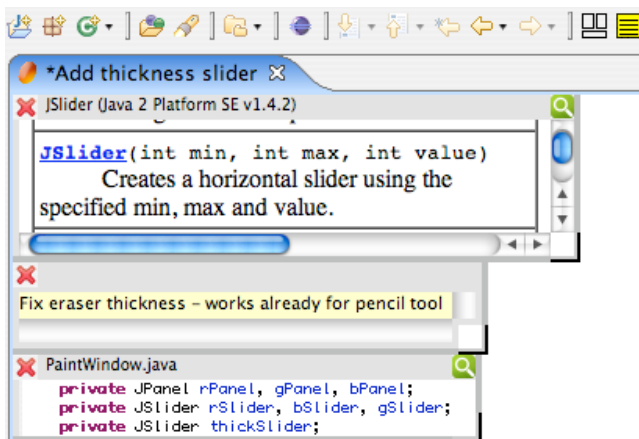 *Add thickness slider
JSlider (Java 2 Platform SE v1.4.2)
JSlider(int min, int max, int value)
Creates a horizontal slider using the
specified min, max and value.
Fix eraser thickness – works already for pencil tool
PaintWindow.java
private JPanel rPanel, gPanel, bPanel;
private JSlider rSlider, bSlider, gSlider;
private JSlider thickSlider;